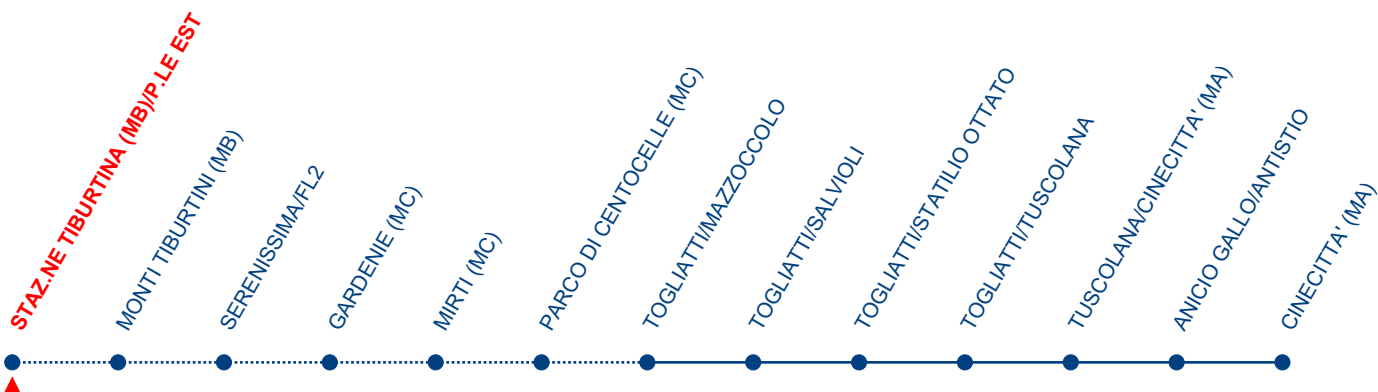 STAZ.NE TIBURTINA (MB)/P.LE EST
MONTI TIBURTINI (MB)
SERENISSIMA/FL2
GARDENIE (MC)
MIRTI (MC)
PARCO DI CENTOCELLE (MC)
TOGLIATTI/MAZZOCCOLO
TOGLIATTI/SALVIOLI
TOGLIATTI/STATILIO OTTATO
TOGLIATTI/TUSCOLANA
TUSCOLANA/CINECITTA' (MA)
ANICIO GALLO/ANTISTIO
CINECITTA' (MA)